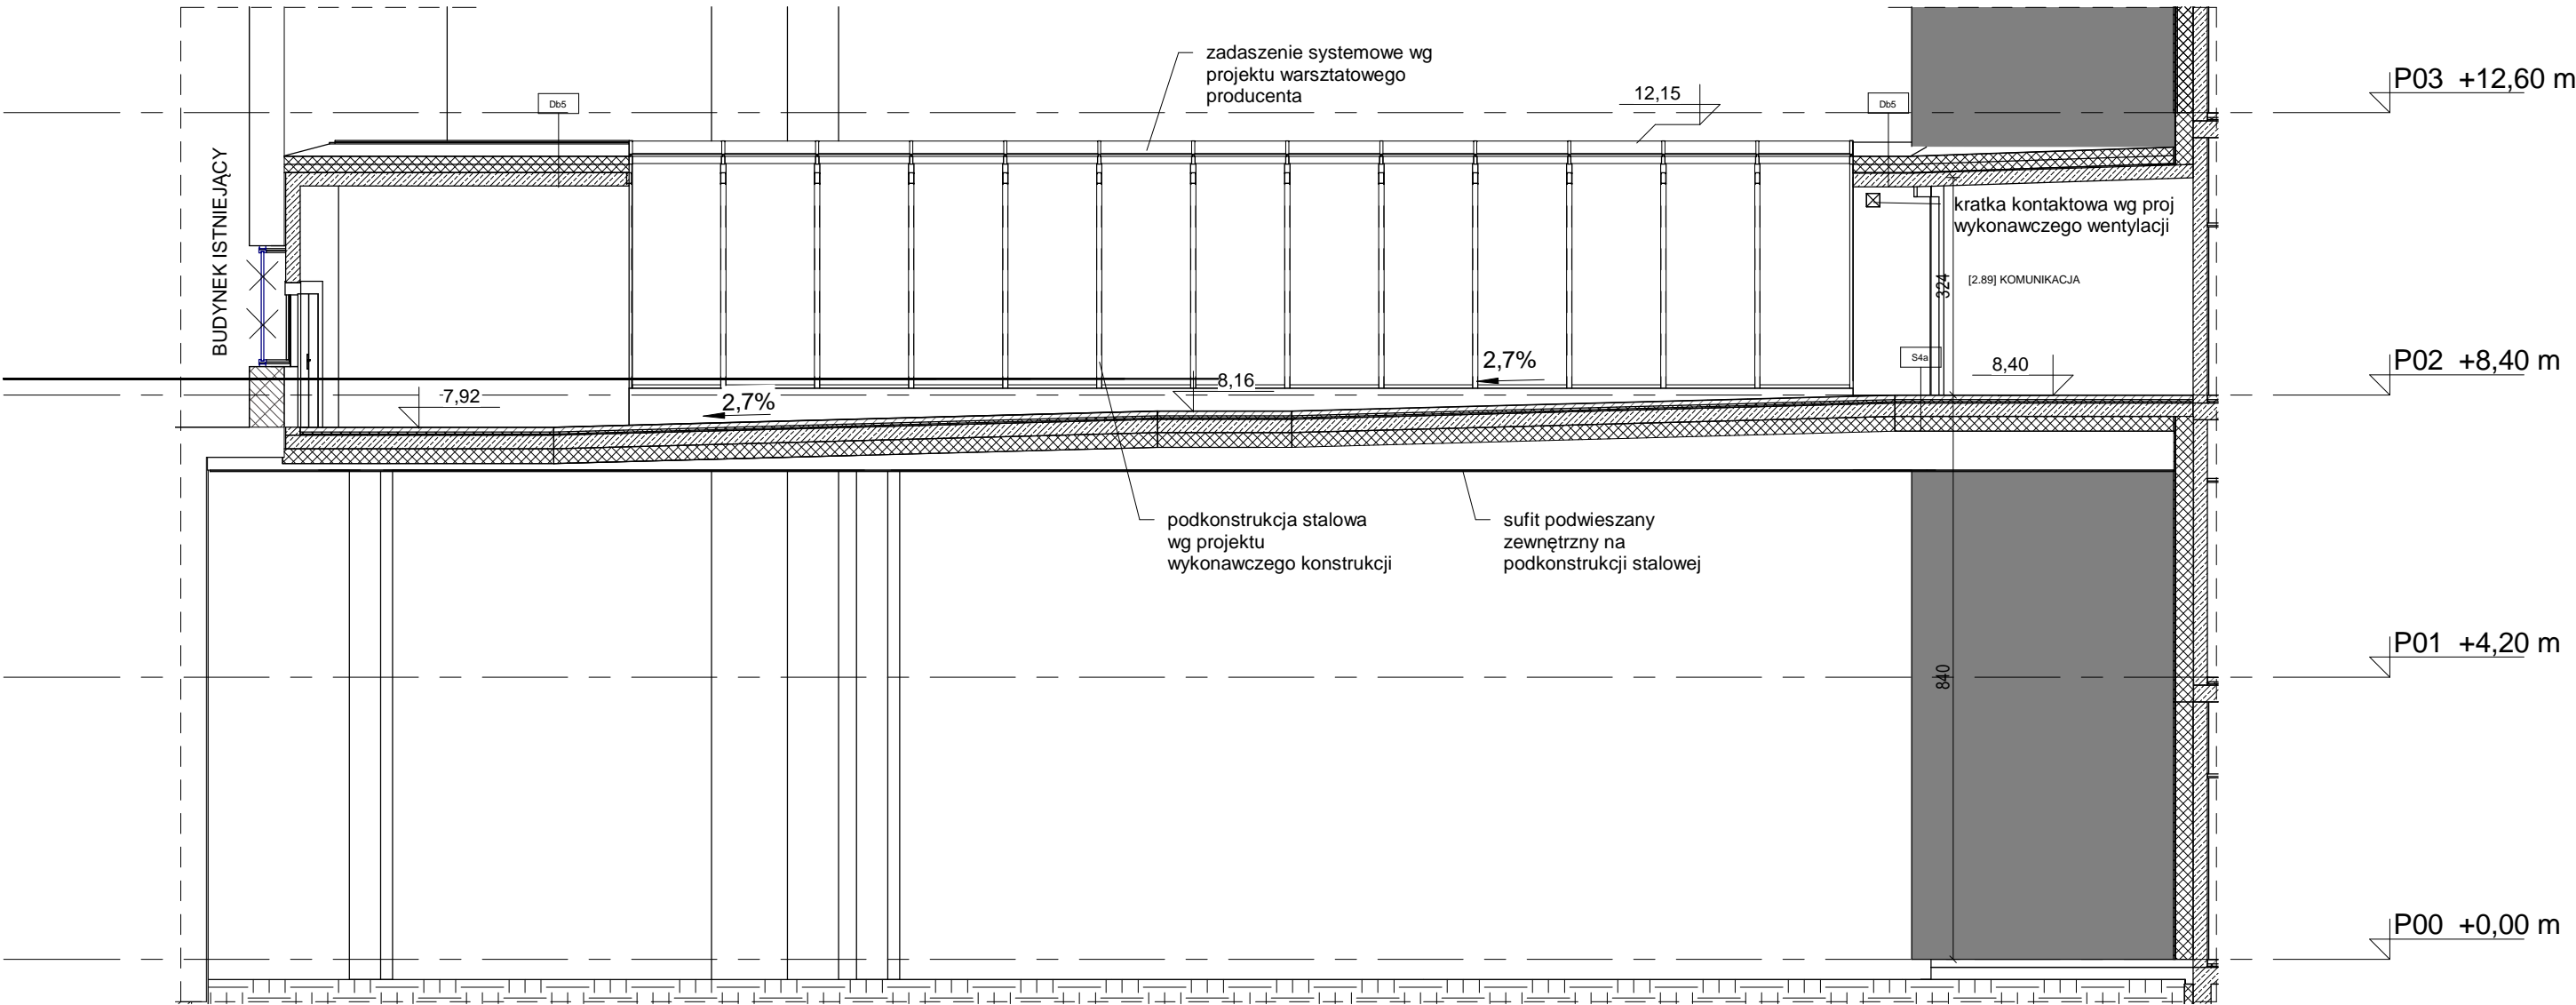 zadaszenie systemowe wg
projektu warsztatowego
producenta
P03 +12,60 m
12,15
Db5
Db5
BUDYNEK ISTNIEJĄCY
kratka kontaktowa wg proj
wykonawczego wentylacji
324
[2.89] KOMUNIKACJA
2,7%
S4a
8,40
P02 +8,40 m
8,16
7,92
2,7%
podkonstrukcja stalowa
wg projektu
wykonawczego konstrukcji
sufit podwieszany
zewnętrzny na
podkonstrukcji stalowej
P01 +4,20 m
840
P00 +0,00 m